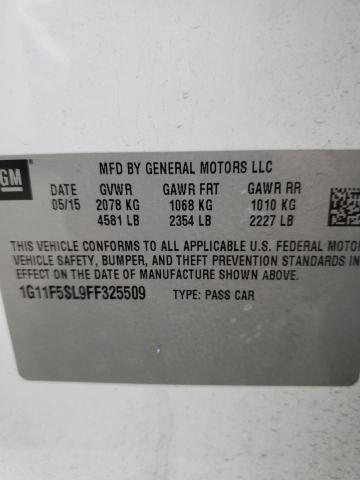 GM
MFD BY GENERAL MOTORS LLC
DATE GVWR GAWR FRT GAWR RR
05/15 2078 KG 1068 KG 1010 KG
4581 LB 2354 LB 2227 LB
THIS VEHICLE CONFORMS TO ALL APPLICABLE U.S. FEDERAL MOTOR
VEHICLE SAFETY, BUMPER, AND THEFT PREVENTION STANDARDS IN
EFFECT ON THE DATE OF MANUFACTURE SHOWN ABOVE.
1G11F5SL9FF325509 TYPE: PASS CAR